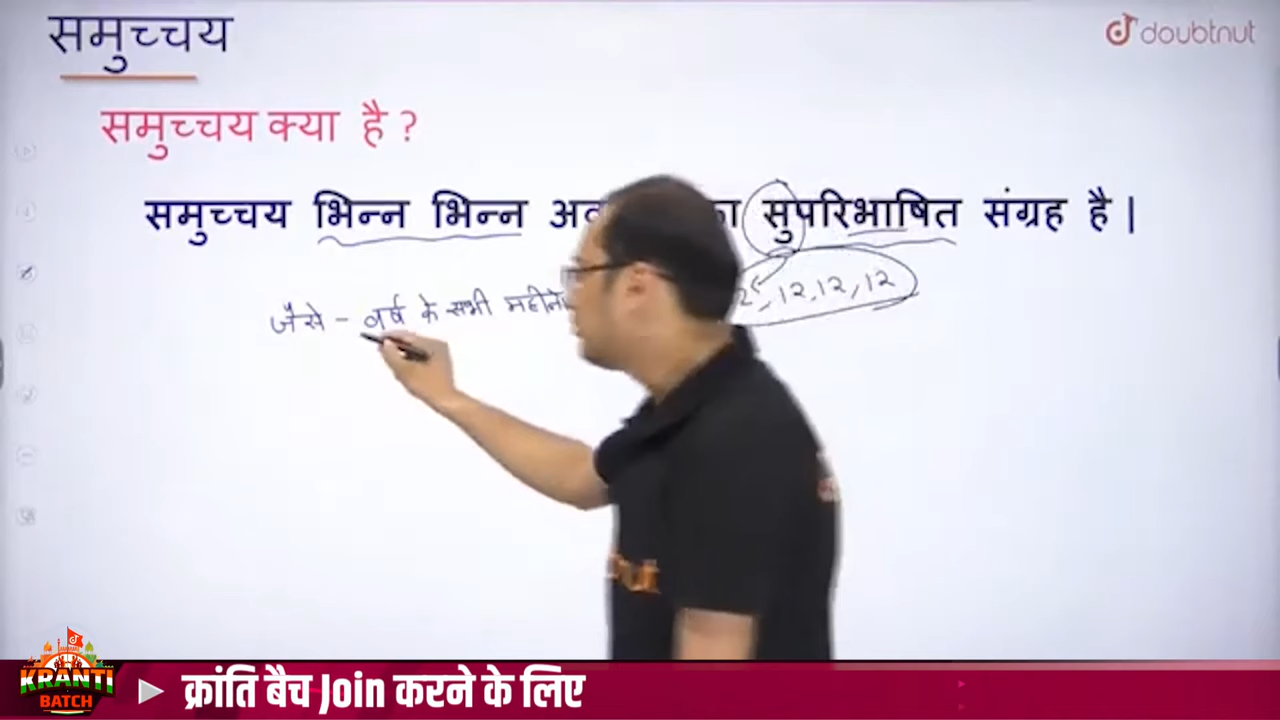 समुच्चय
doubtnut
समुच्चय क्या है ?
समुच्चय भिन्न भिन्न का सुपरिभाषित संग्रह है |
जैसे - वर्ष के सभी महीने 12, 12, 12
KRANTI
BATCH
क्रांति बैच Join करने के लिए